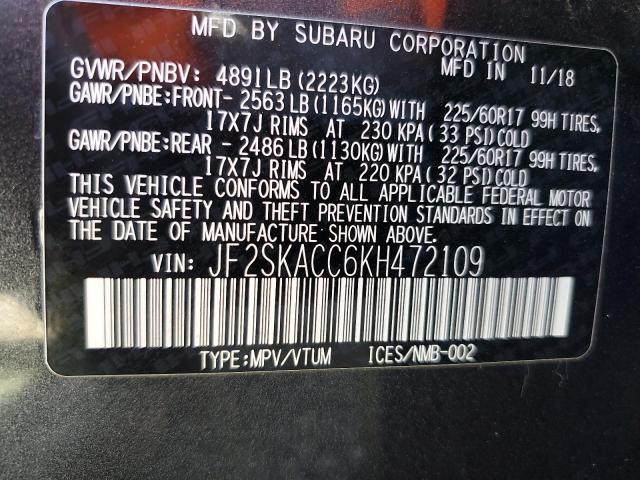 MFD BY SUBARU CORPORATION
GVWR/PNBV: 4891LB (2223KG) MFD IN 11/18
GAWR/PNBE:FRONT- 2563LB (1165KG) WITH 225/60R17 99H TIRES,
17X7J RIMS AT 230 KPA( 33 PSI) COLD
GAWR/PNBE:REAR - 2486LB (1130KG) WITH 225/60R17 99H TIRES,
17X7J RIMS AT 220 KPA( 32 PSI) COLD
THIS VEHICLE CONFORMS TO ALL APPLICABLE FEDERAL MOTOR
VEHICLE SAFETY AND THEFT PREVENTION STANDARDS IN EFFECT ON
THE DATE OF MANUFACTURE SHOWN ABOVE.
VIN: JF2SKACC6KH472109
TYPE:MPV/VTUM ICES/NMB-002